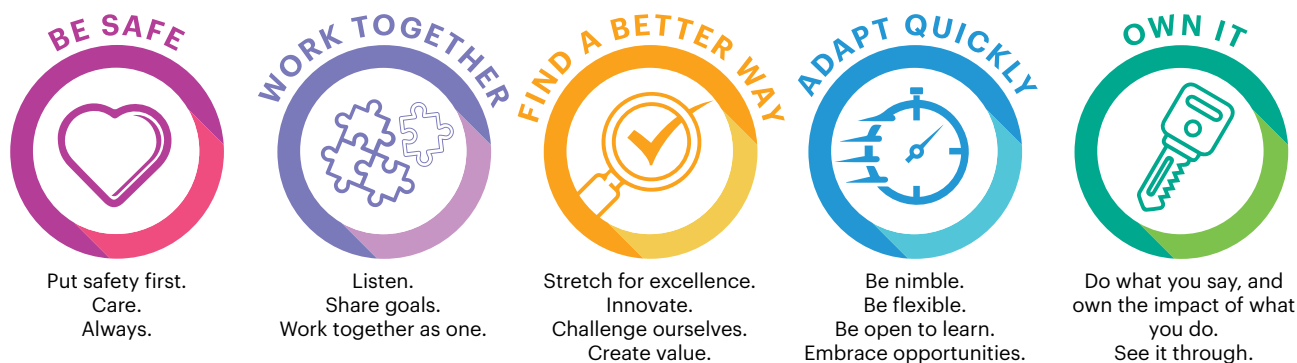 BE SAFE
Put safety first.
Care.
Always.
WORK TOGETHER
Listen.
Share goals.
Work together as one.
FIND A BETTER WAY
Stretch for excellence.
Innovate.
Challenge ourselves.
Create value.
ADAPT QUICKLY
Be nimble.
Be flexible.
Be open to learn.
Embrace opportunities.
OWN IT
Do what you say, and
own the impact of what
you do.
See it through.